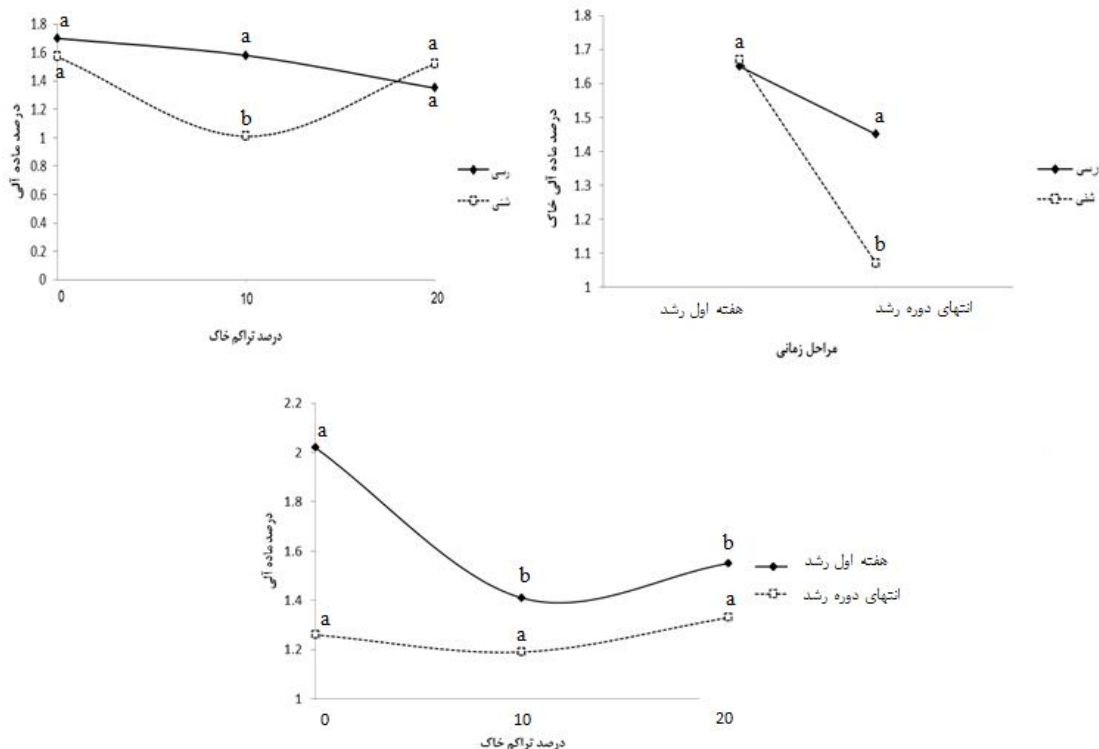 a
a
a
1.8
1.6
1.4
1.2
1
0.8
0.6
0.4
0.2
0
a
b
a
درصد ماده آلی
رسی
شنی
0
10
20
درصد تراکم خاک
1.8
1.7
1.6
1.5
1.4
1.3
1.2
1.1
1
a
a
b
درصد ماده آلی خاک
رسی
شنی
هفته اول رشد
انتهای دوره رشد
مراحل زمانی
2.2
2
1.8
1.6
1.4
1.2
1
a
b
b
a
a
a
درصد ماده آلی
هفته اول رشد
انتهای دوره رشد
0
10
20
درصد تراکم خاک